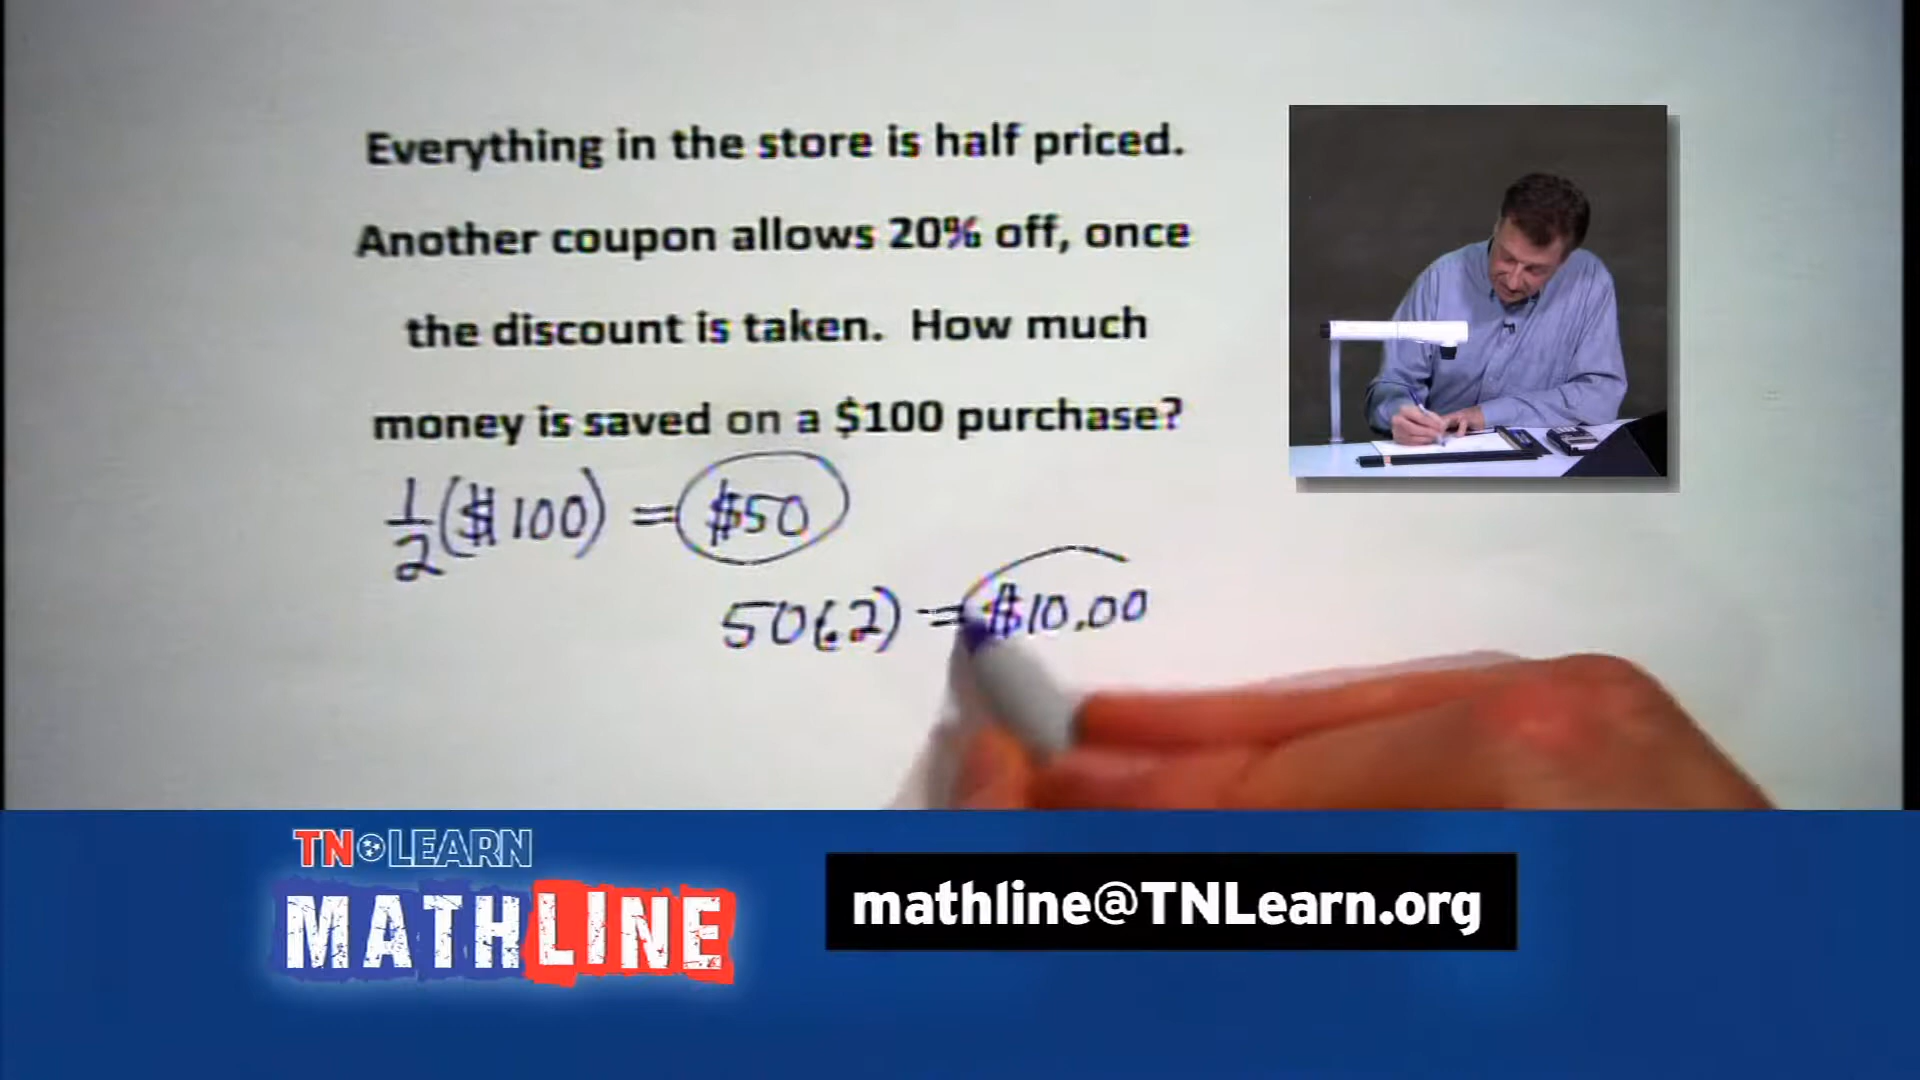 Everything in the store is half priced.
Another coupon allows 20% off, once
the discount is taken. How much
money is saved on a $100 purchase?
1/2($100) = $50
50(.2) = $10.00
TN LEARN
MATHLINE
mathline@TNLearn.org